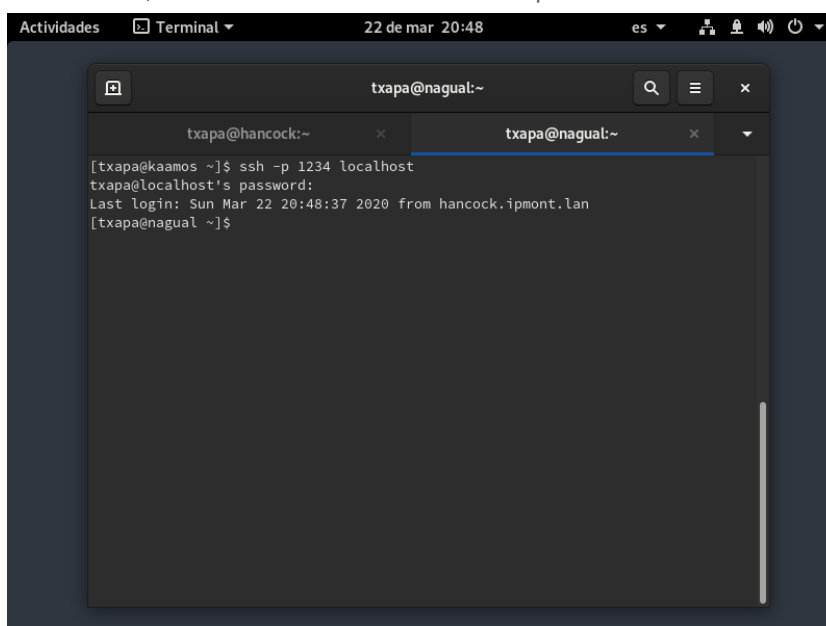 Actividades Terminal 22 de mar 20:48 es
txapa@nagual:~
txapa@hancock:~ txapa@nagual:~
[txapa@kaamos ~]$ ssh -p 1234 localhost
txapa@localhost's password:
Last login: Sun Mar 22 20:48:37 2020 from hancock.ipmont.lan
[txapa@nagual ~]$